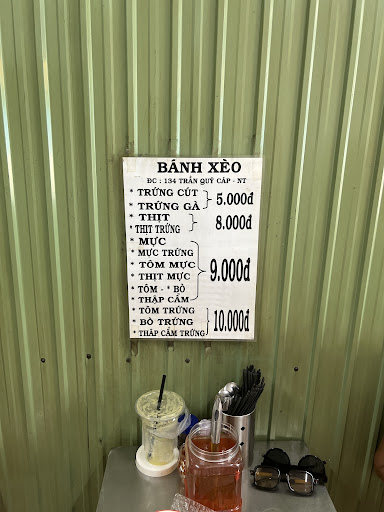 BÁNH XÈO
ĐC : 134 TRẦN QUÝ CÁP - NT
* TRỨNG CÚT
* TRỨNG GÀ
5.000đ
* THỊT
* THỊT TRỨNG
8.000đ
* MỰC
* MỰC TRỨNG
* TÔM MỰC
* THỊT MỰC
* TÔM - * BÒ
* THẬP CẨM
9.000đ
* TÔM TRỨNG
* BÒ TRỨNG
* THẬP CẨM TRỨNG
10.000đ